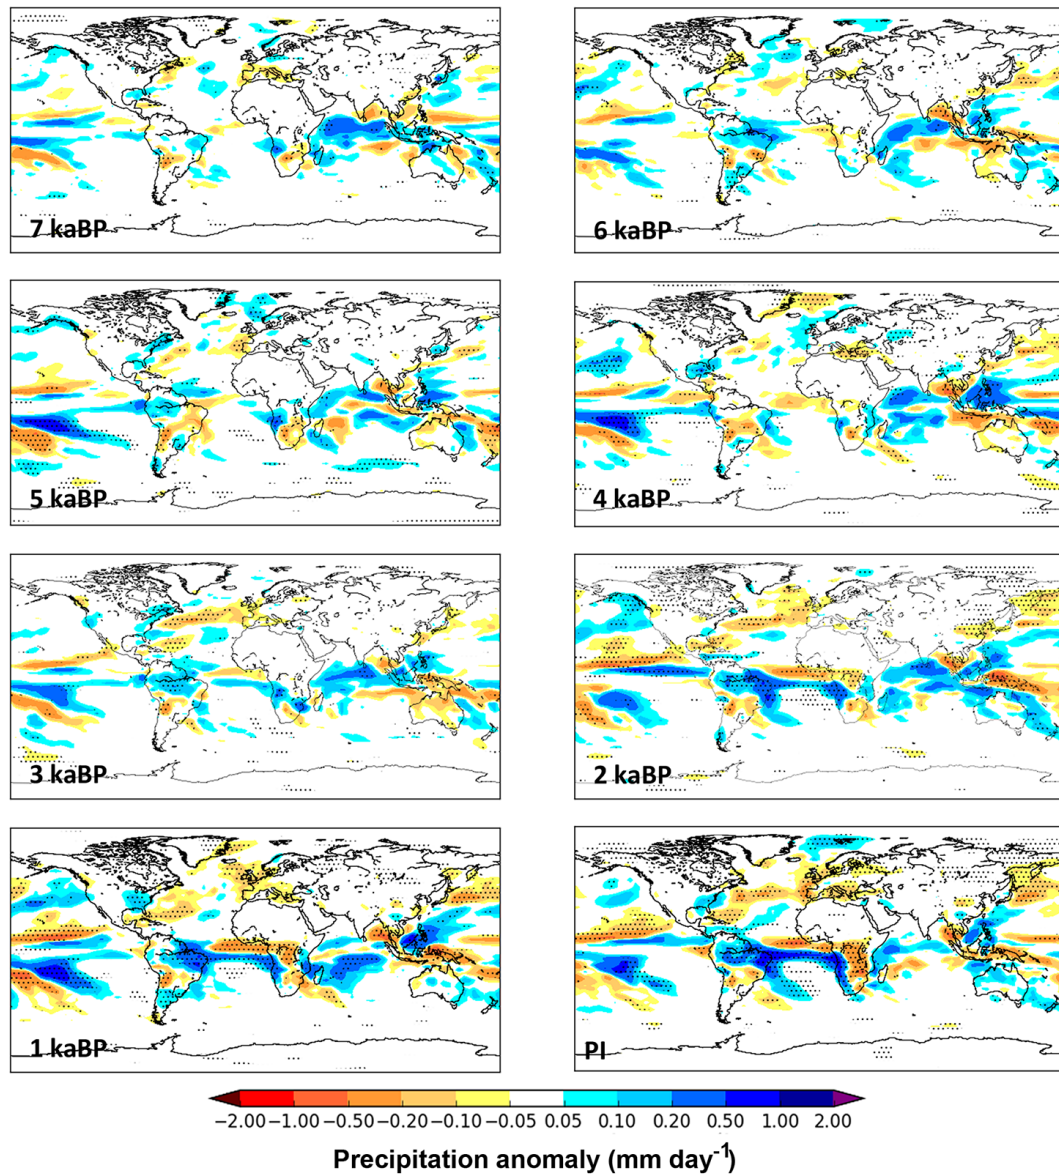 7 kaBP
6 kaBP
5 kaBP
4 kaBP
3 kaBP
2 kaBP
1 kaBP
PI
−2.00 −1.00 −0.50 −0.20 −0.10 −0.05 0.05 0.10 0.20 0.50 1.00 2.00
Precipitation anomaly (mm day⁻¹)